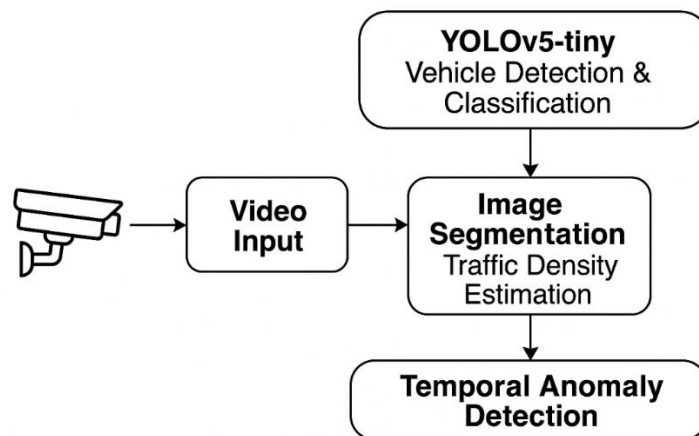 YOLOv5-tiny
Vehicle Detection &
Classification
Video
Input
Image
Segmentation
Traffic Density
Estimation
Temporal Anomaly
Detection